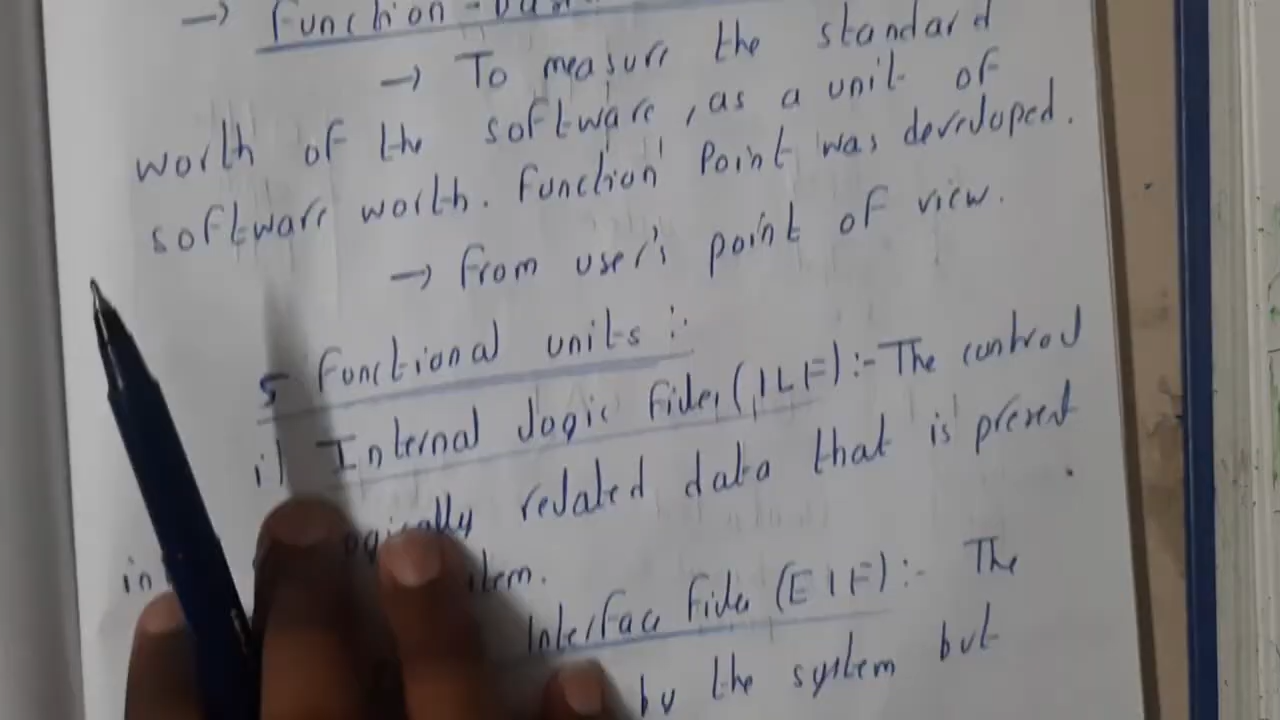 → Function -
→ To measure the standard
worth of the software, as a unit of
software worth. Function Point was developed.
→ From user's point of view.
5 Functional units :-
i) Internal logic Files (ILF) :- The control
logically related data that is present
in
Interface Files (EIF) :- The
by the system but